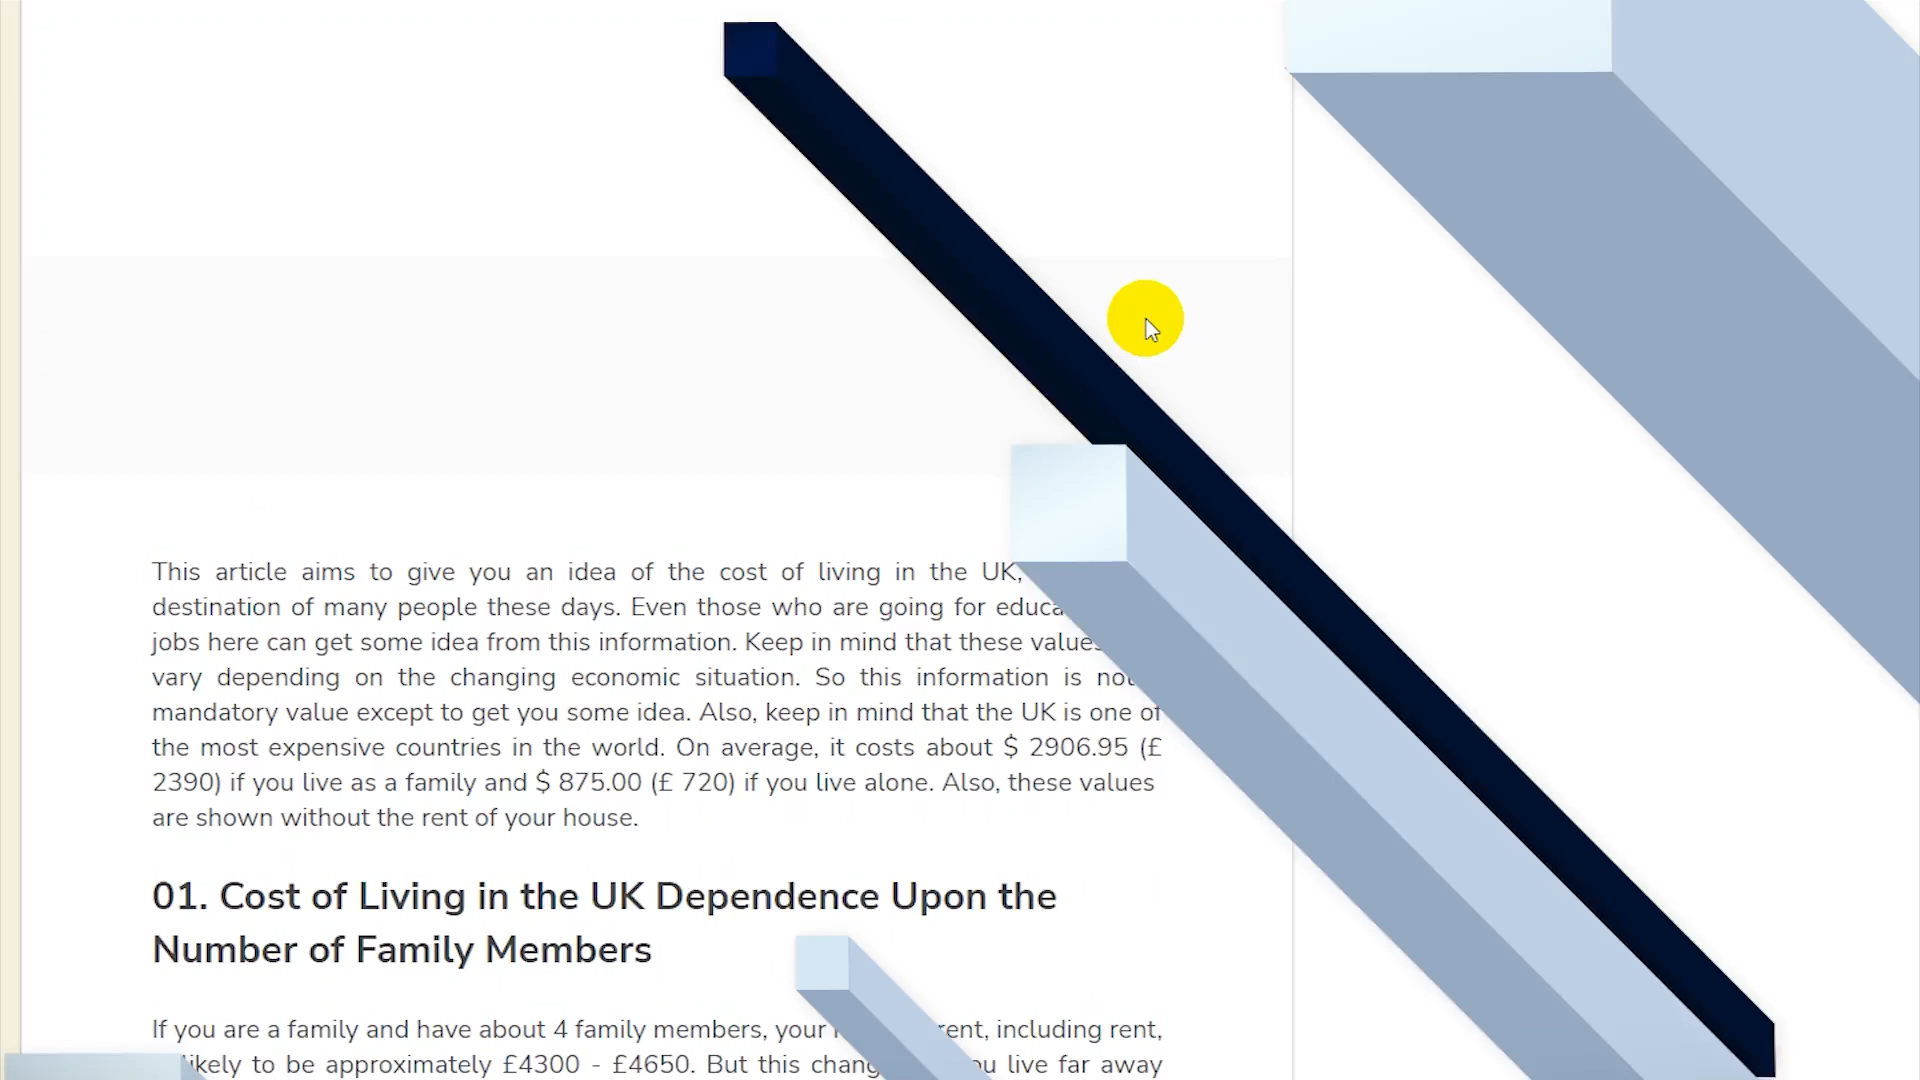 This article aims to give you an idea of the cost of living in the UK,
destination of many people these days. Even those who are going for
jobs here can get some idea from this information. Keep in mind that these values
vary depending on the changing economic situation. So this information is not
mandatory value except to get you some idea. Also, keep in mind that the UK is one of
the most expensive countries in the world. On average, it costs about $ 2906.95 (£
2390) if you live as a family and $ 875.00 (£ 720) if you live alone. Also, these values
are shown without the rent of your house.
01. Cost of Living in the UK Dependence Upon the
Number of Family Members
If you are a family and have about 4 family members, your rent, including rent,
likely to be approximately £4300 - £4650. But this live far away